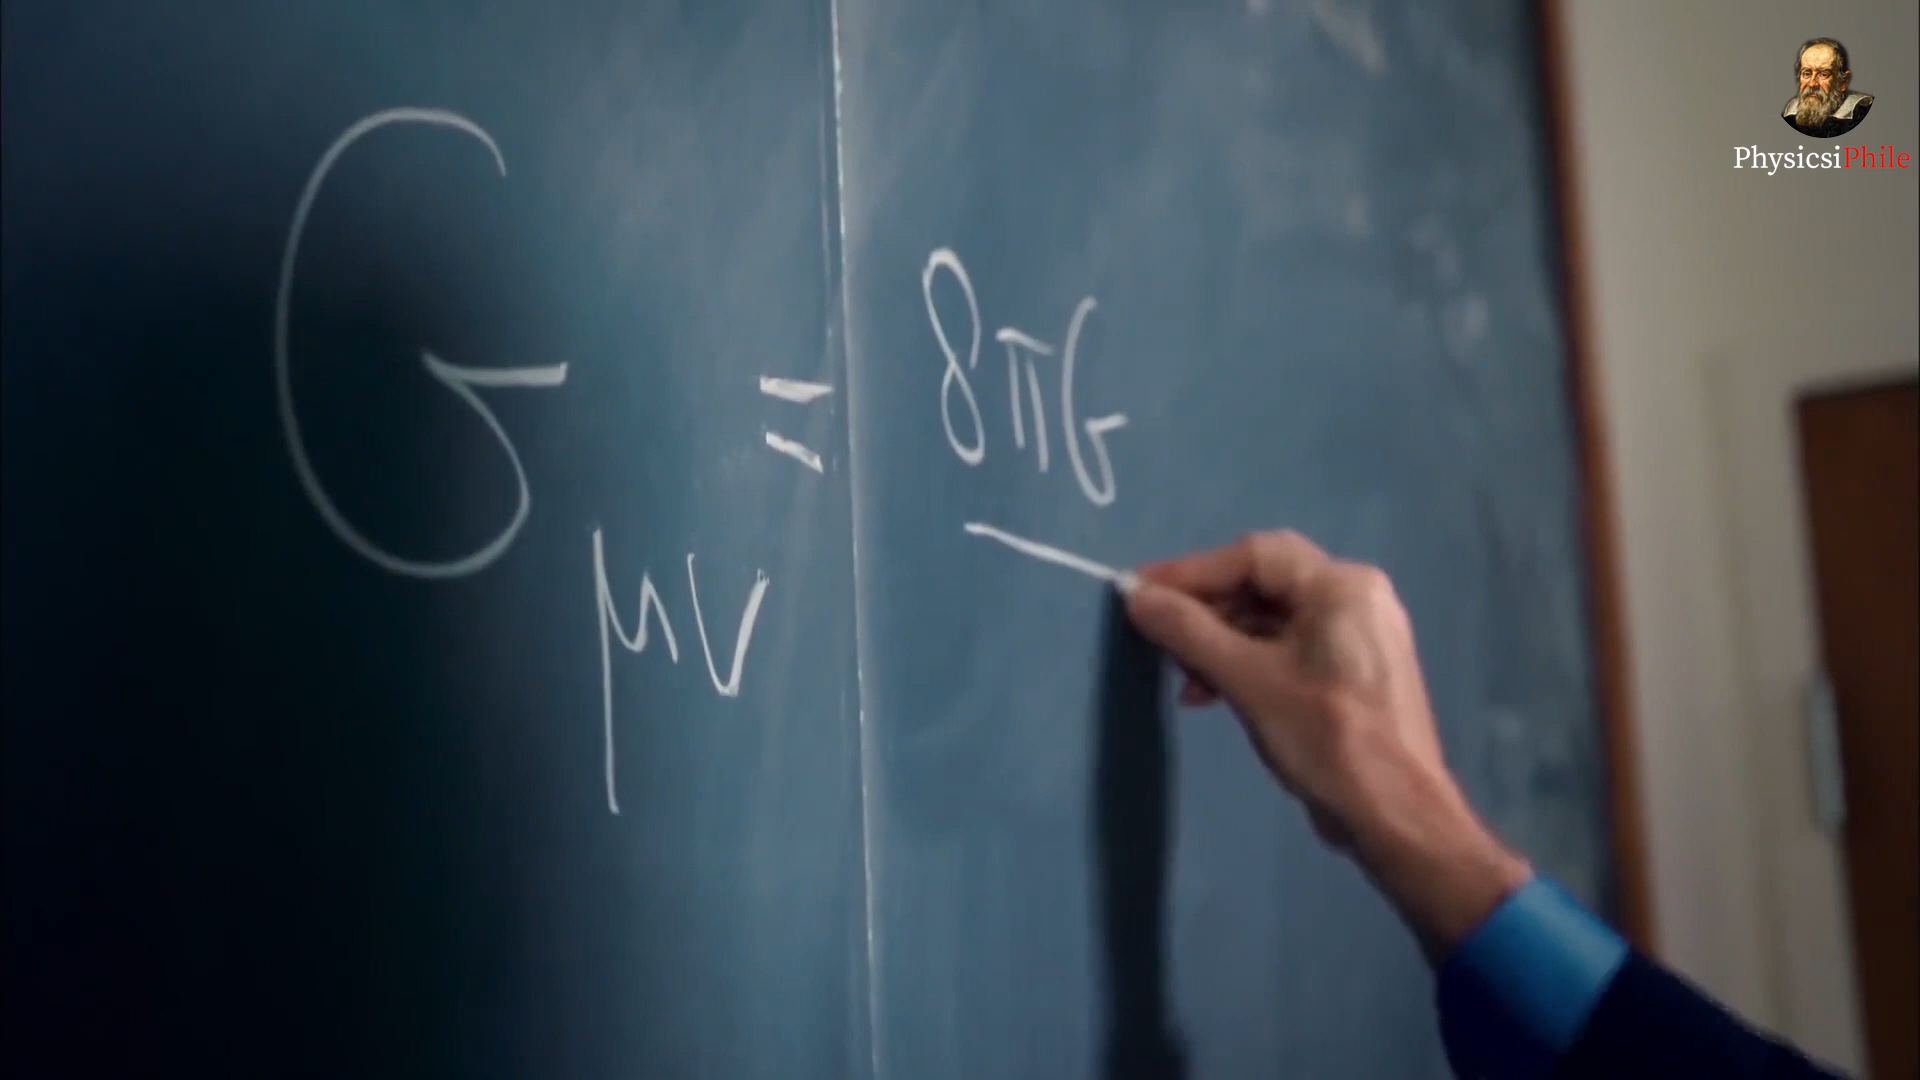 PhysicsiPhile
G = 8πG
μν